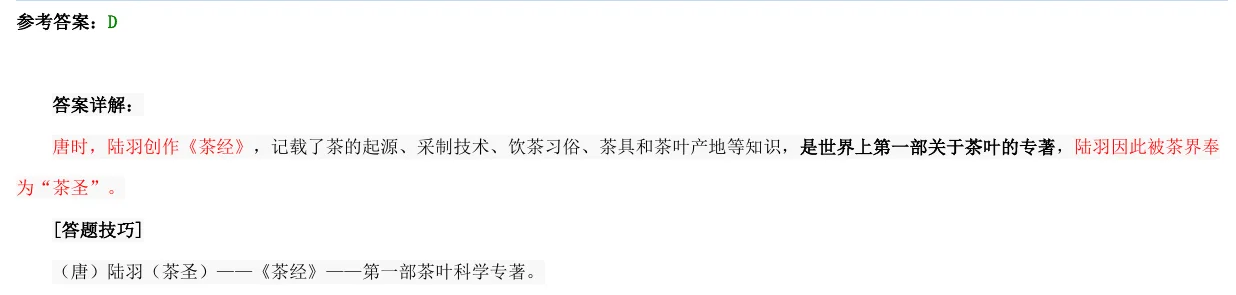 参考答案：D
答案详解：
唐时，陆羽创作《茶经》，记载了茶的起源、采制技术、饮茶习俗、茶具和茶叶产地等知识，是世界上第一部关于茶叶的专著，陆羽因此被茶界奉
为“茶圣”。
[答题技巧]
（唐）陆羽（茶圣）——《茶经》——第一部茶叶科学专著。